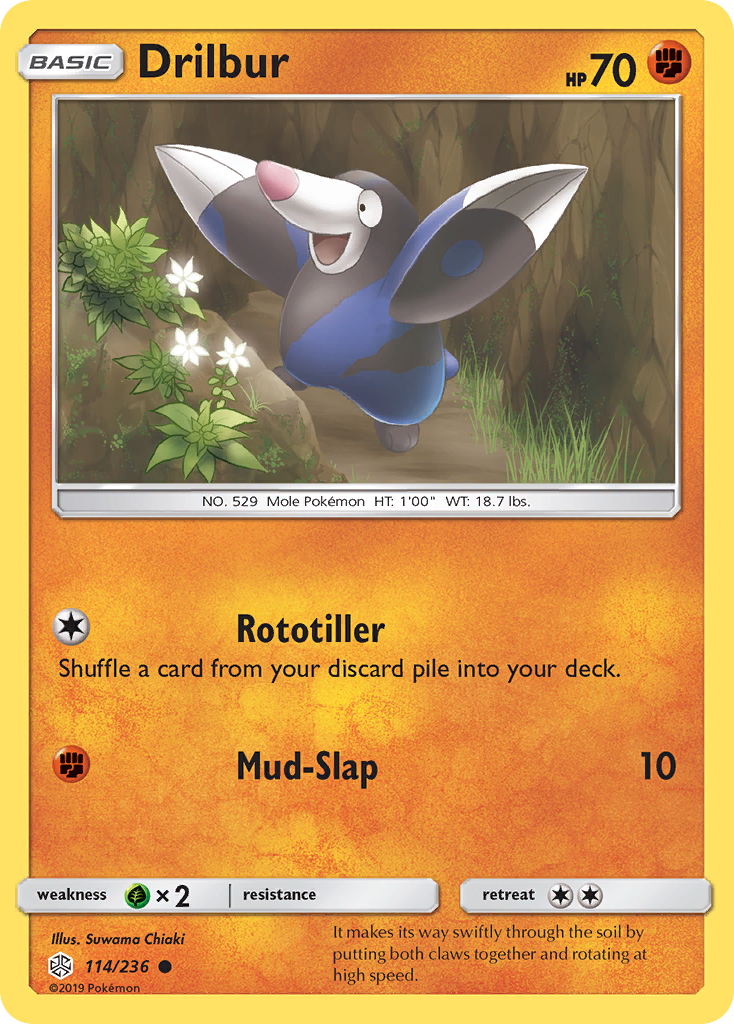 BASIC Drilbur HP 70
NO. 529 Mole Pokémon HT: 1'00" WT: 18.7 lbs.
Rototiller
Shuffle a card from your discard pile into your deck.
Mud-Slap 10
weakness × 2 resistance retreat
Illus. Suwama Chiaki
114/236
©2019 Pokémon
It makes its way swiftly through the soil by
putting both claws together and rotating at
high speed.